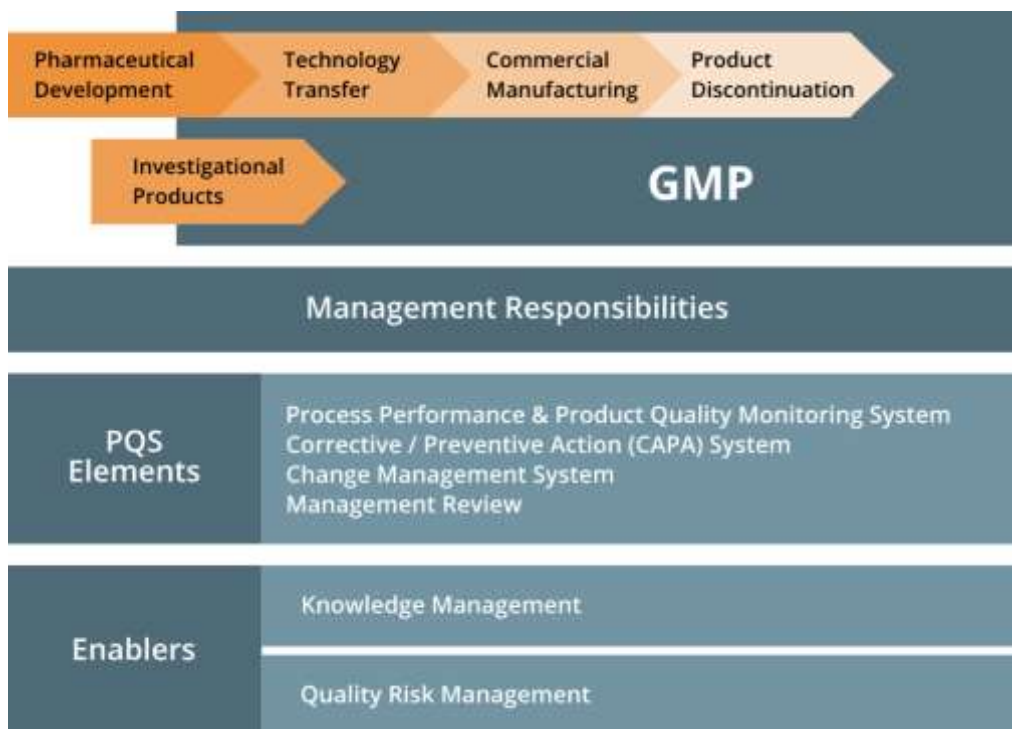 Pharmaceutical
Development
Technology
Transfer
Commercial
Manufacturing
Product
Discontinuation
Investigational
Products
GMP
Management Responsibilities
PQS
Elements
Process Performance & Product Quality Monitoring System
Corrective / Preventive Action (CAPA) System
Change Management System
Management Review
Enablers
Knowledge Management
Quality Risk Management